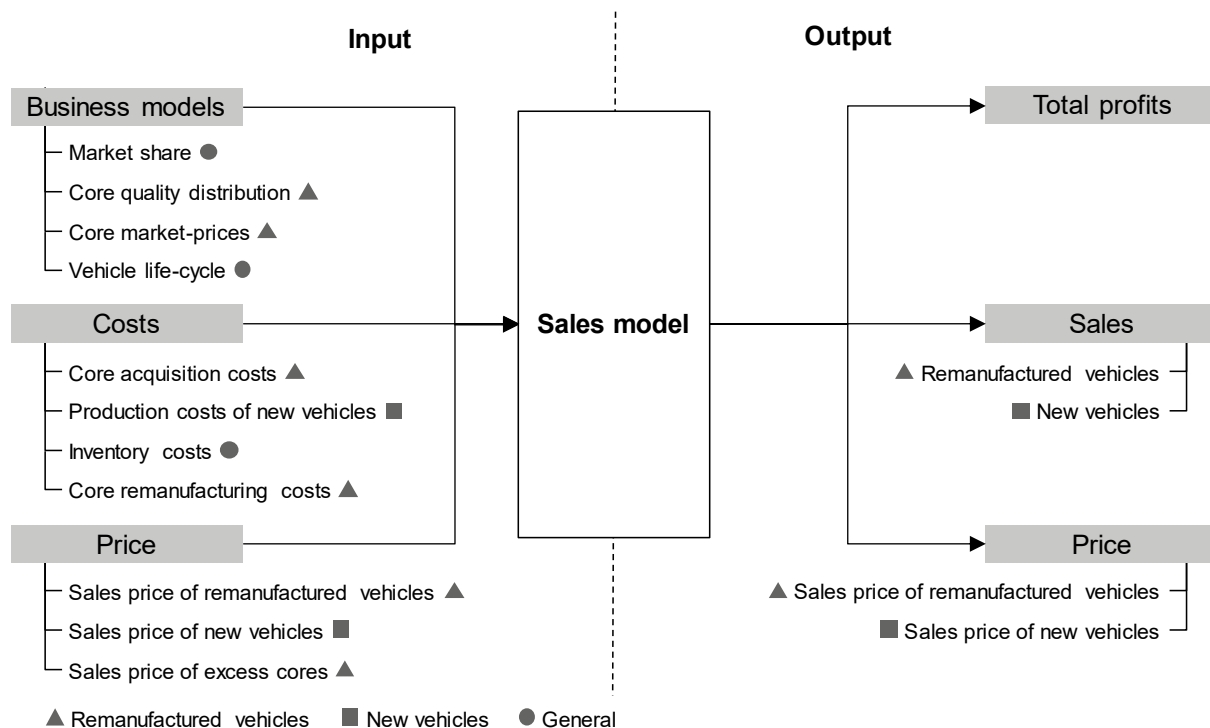 Input
Output
Business models
Market share
Core quality distribution
Core market-prices
Vehicle life-cycle
Costs
Core acquisition costs
Production costs of new vehicles
Inventory costs
Core remanufacturing costs
Price
Sales price of remanufactured vehicles
Sales price of new vehicles
Sales price of excess cores
Sales model
Total profits
Sales
Remanufactured vehicles
New vehicles
Price
Sales price of remanufactured vehicles
Sales price of new vehicles
Remanufactured vehicles New vehicles General